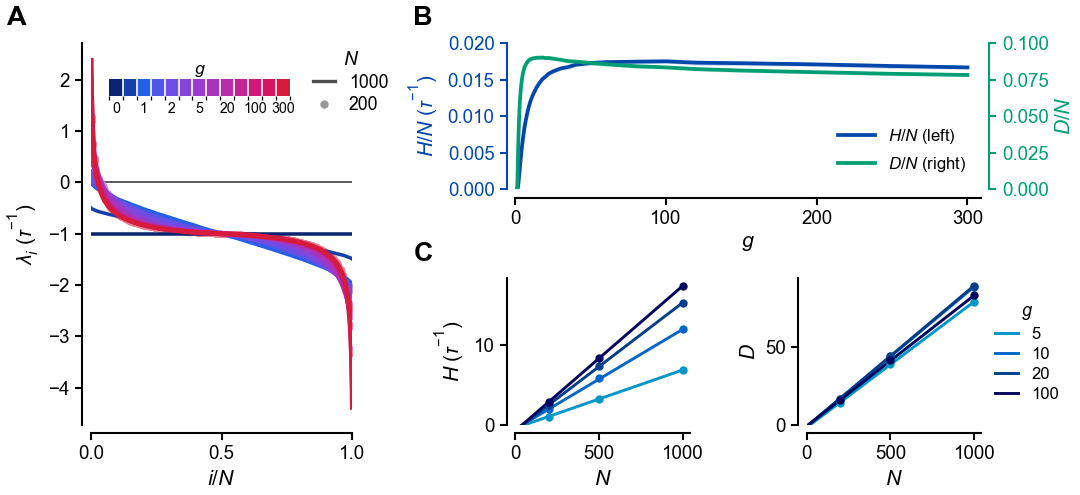 A
g
0 1 2 5 20 100 300
N
1000
200
2
1
0
−1
−2
−3
−4
λi (τ−1)
0.0 0.5 1.0
i/N
B
0.020
0.015
0.010
0.005
0.000
H/N (τ−1)
H/N (left)
D/N (right)
0.100
0.075
0.050
0.025
0.000
D/N
0 100 200 300
g
C
10
0
H (τ−1)
0 500 1000
N
50
0
D
0 500 1000
N
g
5
10
20
100